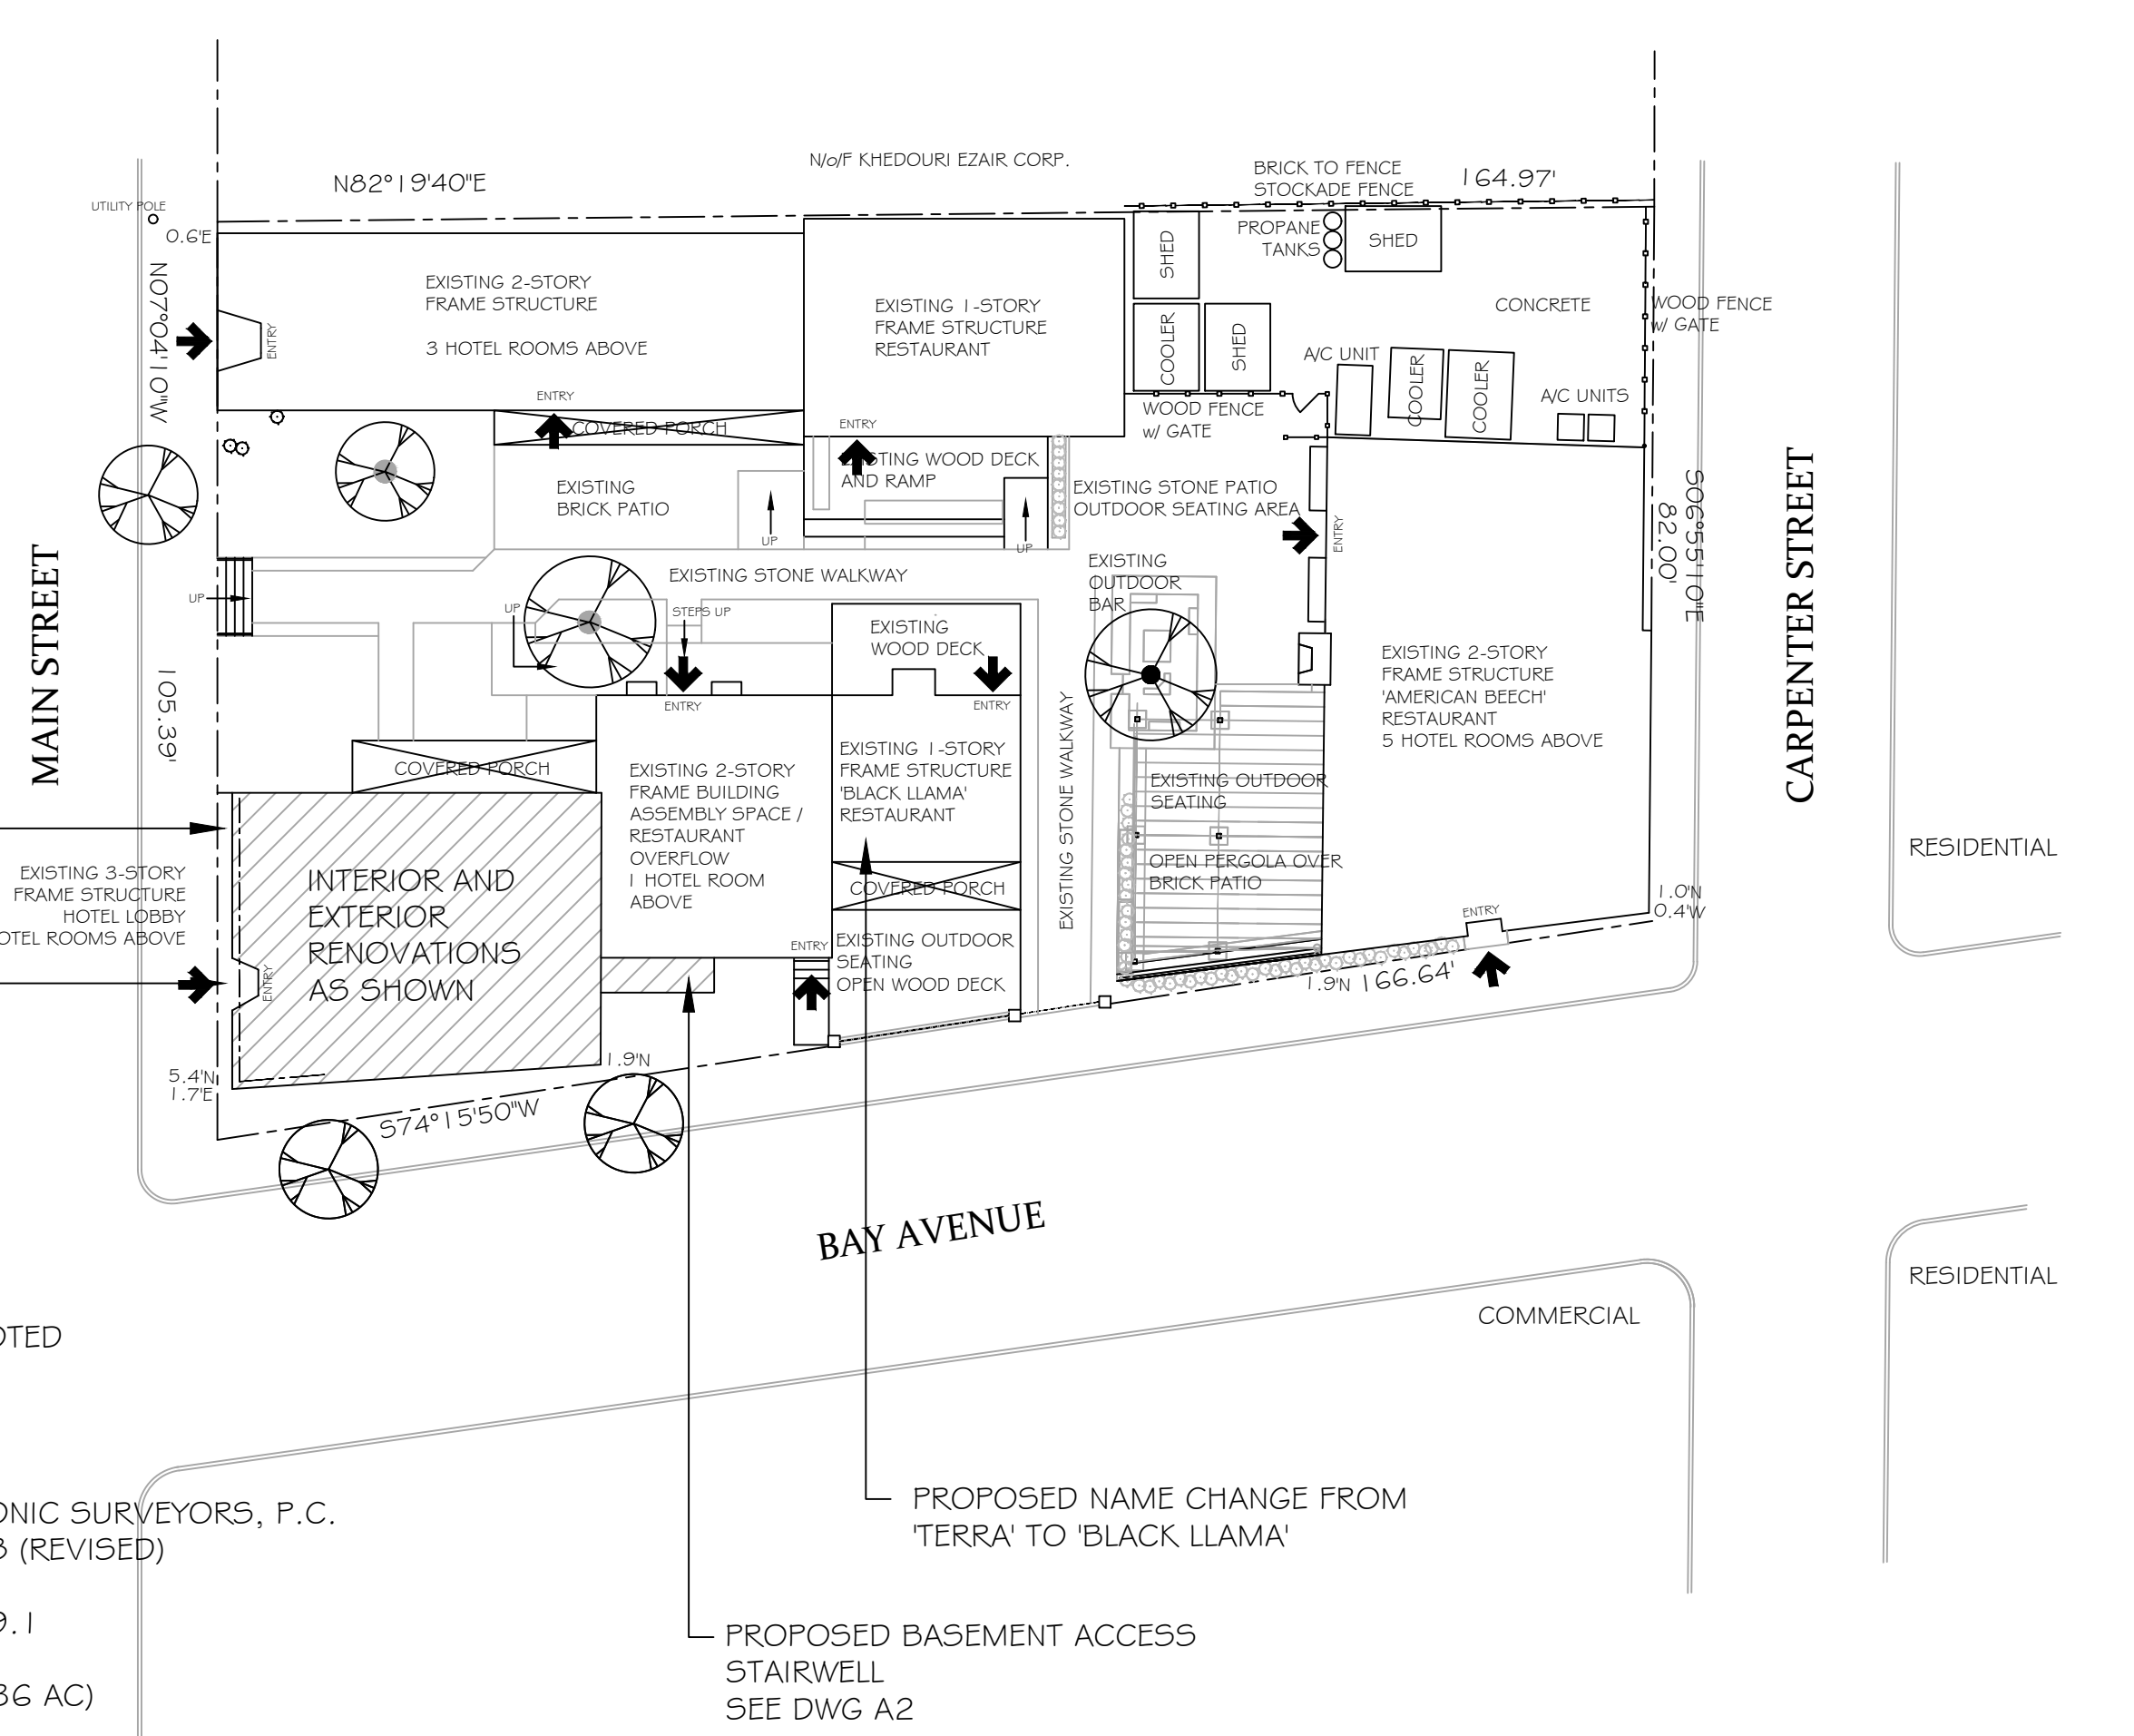 N/o/F KHEDOURI EZAIR CORP.
N82°19'40"E
BRICK TO FENCE
STOCKADE FENCE
164.97'
UTILITY POLE
0.6'E
N07°04'10"W
105.39'
MAIN STREET
EXISTING 2-STORY
FRAME STRUCTURE
3 HOTEL ROOMS ABOVE
ENTRY
ENTRY
COVERED PORCH
EXISTING 1-STORY
FRAME STRUCTURE
RESTAURANT
ENTRY
SHED
COOLER
SHED
PROPANE
TANKS
SHED
CONCRETE
WOOD FENCE
w/ GATE
A/C UNIT
COOLER
COOLER
A/C UNITS
WOOD FENCE
w/ GATE
EXISTING WOOD DECK
AND RAMP
EXISTING
BRICK PATIO
UP
UP
EXISTING STONE PATIO
OUTDOOR SEATING AREA
ENTRY
S06°55'10"E
82.00'
CARPENTER STREET
EXISTING STONE WALKWAY
EXISTING
OUTDOOR
BAR
UP
UP
STEPS UP
EXISTING
WOOD DECK
ENTRY
ENTRY
EXISTING 2-STORY
FRAME STRUCTURE
'AMERICAN BEECH'
RESTAURANT
5 HOTEL ROOMS ABOVE
COVERED PORCH
EXISTING 2-STORY
FRAME BUILDING
ASSEMBLY SPACE /
RESTAURANT
OVERFLOW
1 HOTEL ROOM
ABOVE
EXISTING 1-STORY
FRAME STRUCTURE
'BLACK LLAMA'
RESTAURANT
COVERED PORCH
EXISTING STONE WALKWAY
EXISTING OUTDOOR
SEATING
OPEN PERGOLA OVER
BRICK PATIO
RESIDENTIAL
EXISTING 3-STORY
FRAME STRUCTURE
HOTEL LOBBY
OTEL ROOMS ABOVE
INTERIOR AND
EXTERIOR
RENOVATIONS
AS SHOWN
ENTRY
ENTRY
EXISTING OUTDOOR
SEATING
OPEN WOOD DECK
ENTRY
1.0'N
0.4'W
1.9'N
166.64'
5.4'N
1.7'E
1.9'N
S74°15'50"W
BAY AVENUE
RESIDENTIAL
COMMERCIAL
OTED
PROPOSED NAME CHANGE FROM
'TERRA' TO 'BLACK LLAMA'
ONIC SURVEYORS, P.C.
3 (REVISED)
9.1
PROPOSED BASEMENT ACCESS
STAIRWELL
SEE DWG A2
36 AC)